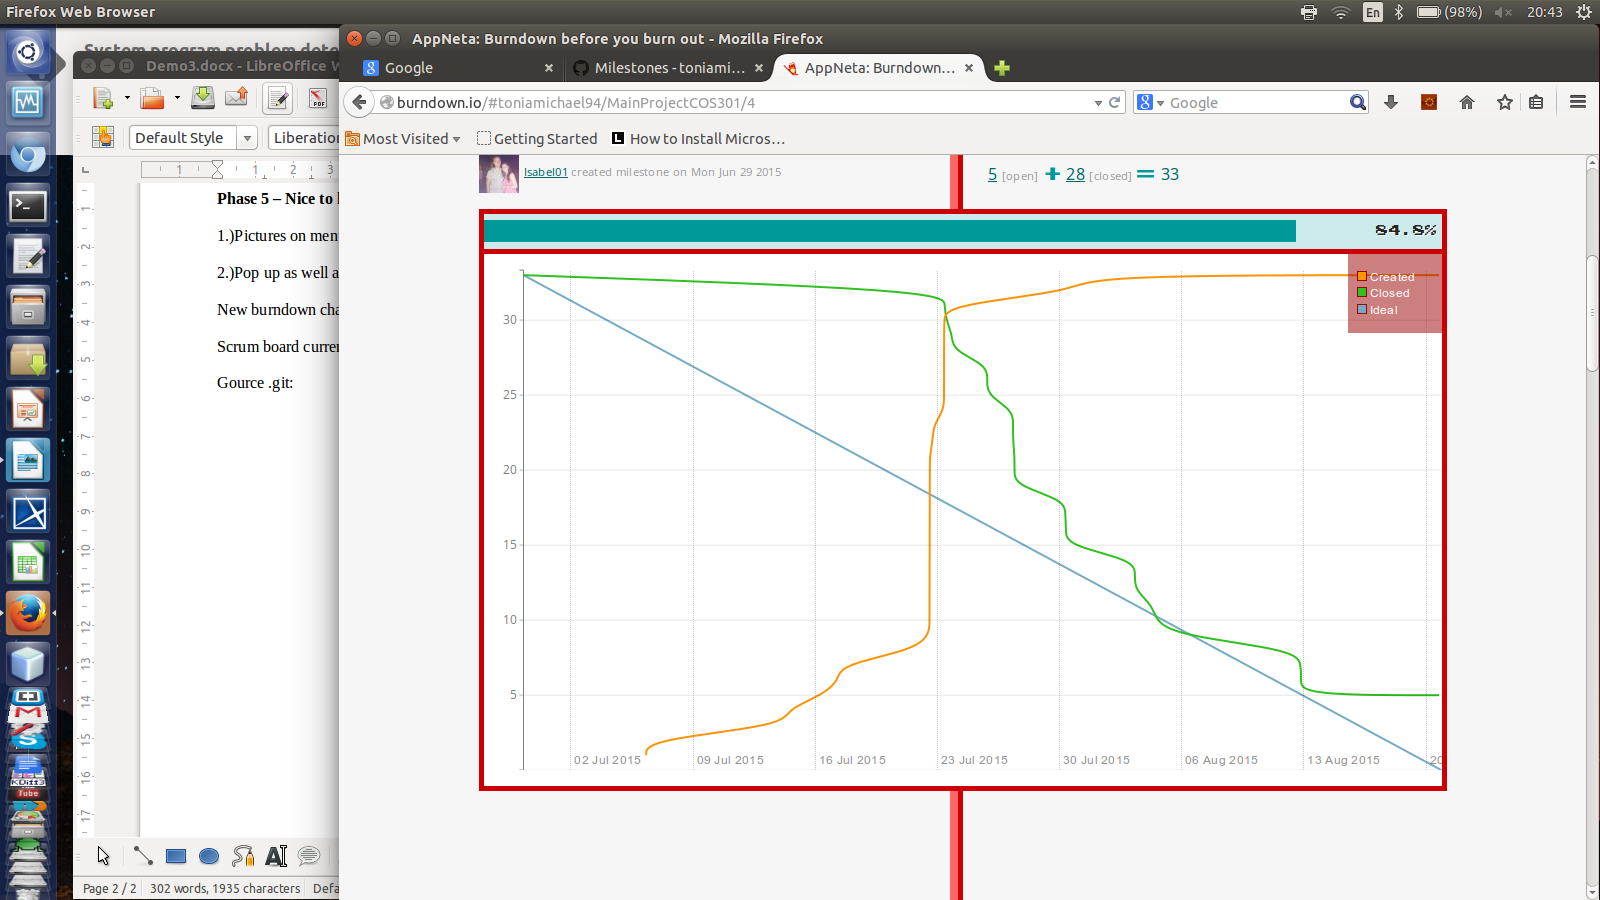 Firefox Web Browser
En
(98%)
20:43
AppNeta: Burndown before you burn out - Mozilla Firefox
System program problem dete
Demo3.docx - LibreOffice W
Google
Milestones - toniami...
AppNeta: Burndown...
burndown.io/#toniamichael94/MainProjectCOS301/4
Google
Most Visited
Getting Started
How to Install Micros...
Default Style
Liberation
Isabel01 created milestone on Mon Jun 29 2015
5 [open] + 28 [closed] = 33
84.8%
Created
Closed
Ideal
30
25
20
15
10
5
02 Jul 2015
09 Jul 2015
16 Jul 2015
23 Jul 2015
30 Jul 2015
06 Aug 2015
13 Aug 2015
20
Phase 5 – Nice to
1.)Pictures on men
2.)Pop up as well a
New burndown cha
Scrum board curren
Gource .git:
KDiff3
Tube
Page 2 / 2
302 words, 1935 characters
Defa